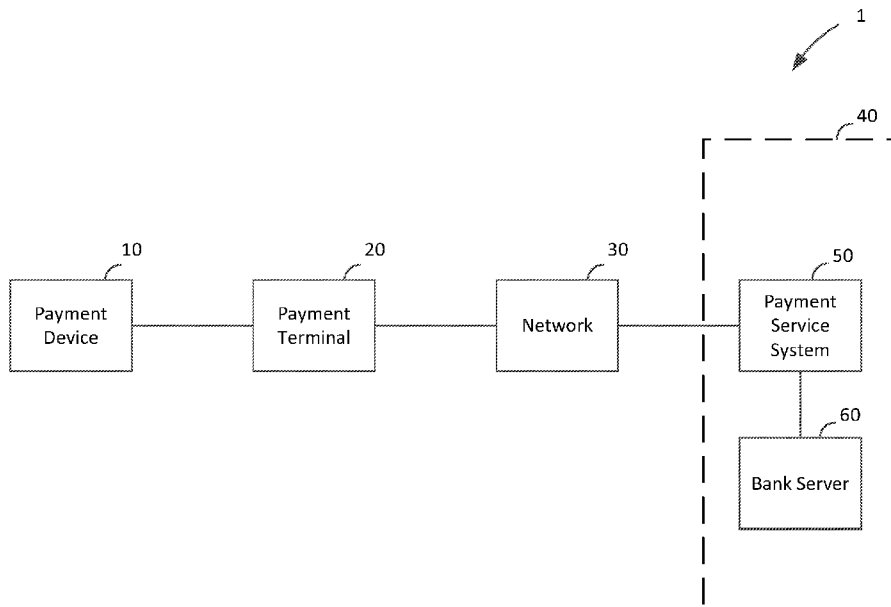 1
40
10
20
30
50
Payment
Device
Payment
Terminal
Network
Payment
Service
System
60
Bank Server